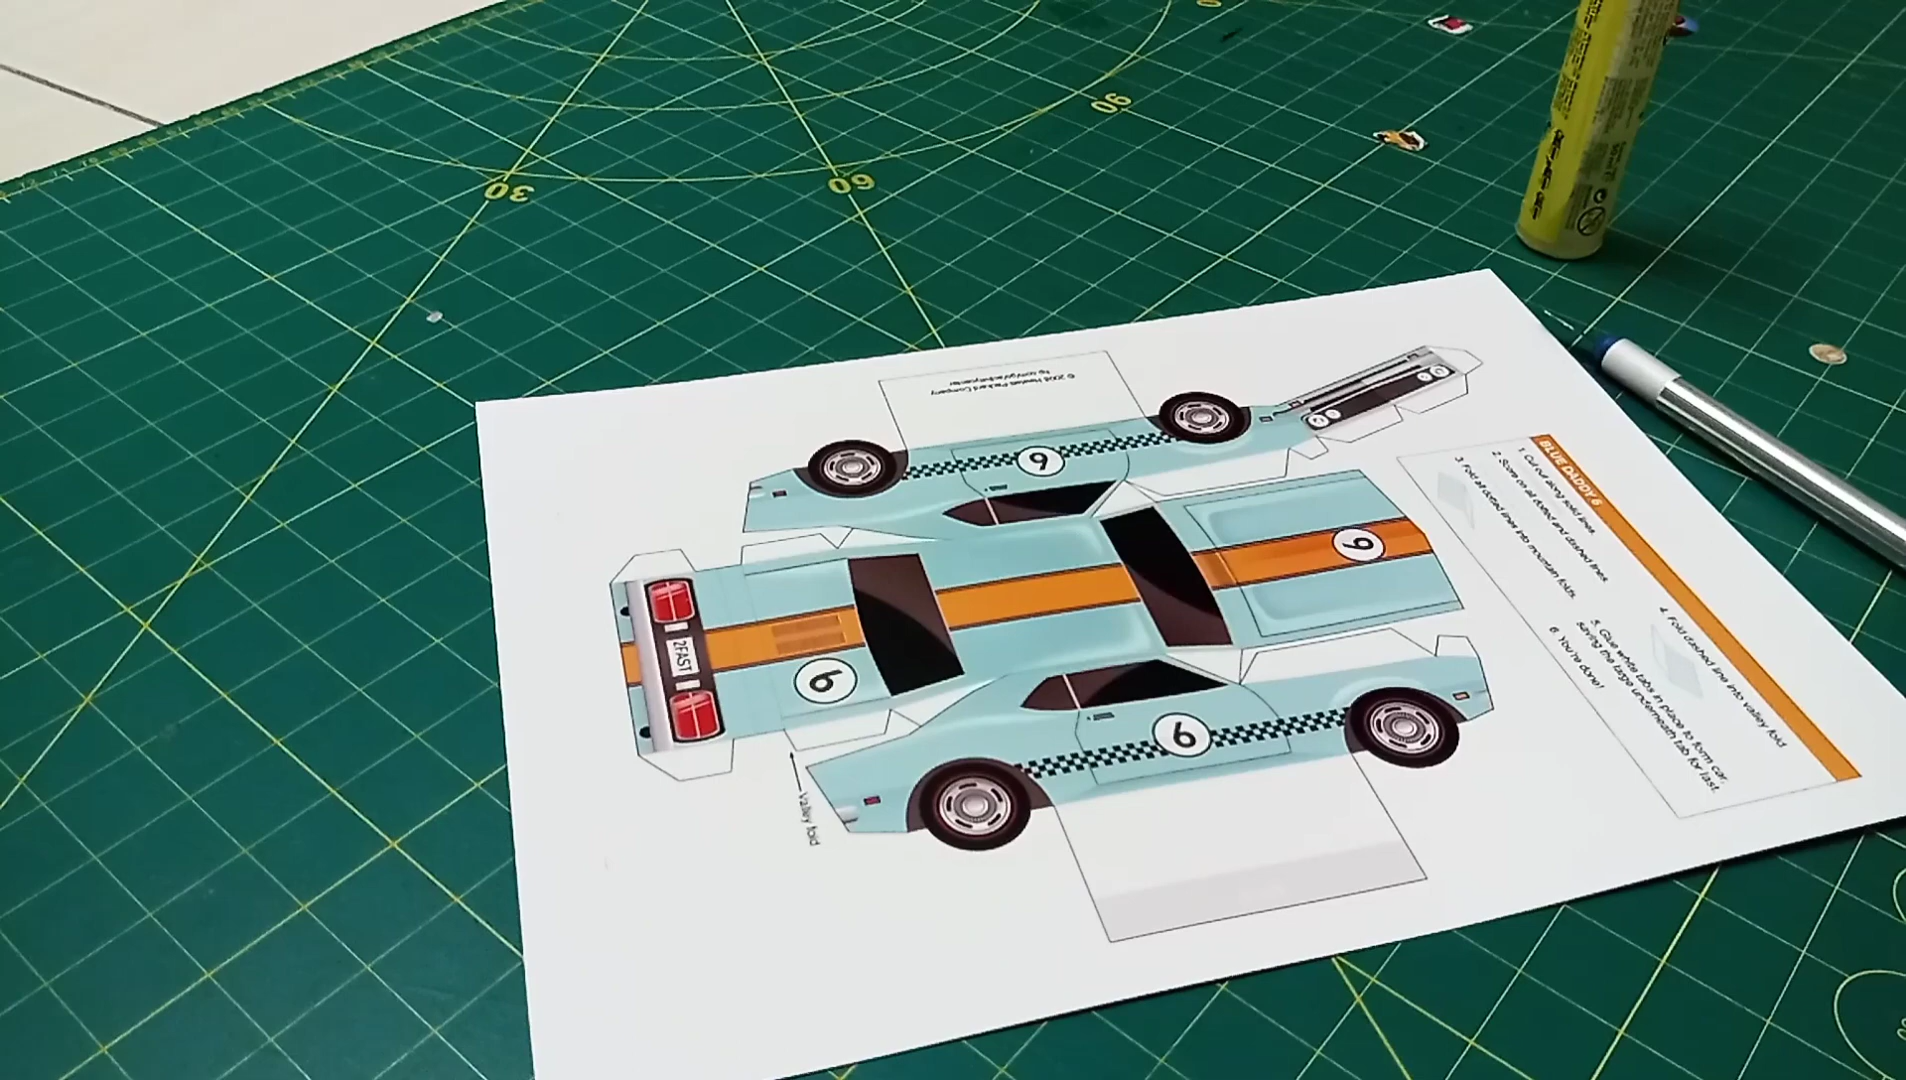 30
60
90
© 2008 Hewlett-Packard Company
6
6
6
6
2FAST
Valley fold
BLUE DADDY 6
1. Cut out along solid lines.
2. Score on all dotted and dashed lines.
3. Fold all dotted lines into mountain folds.
4. Fold dashed line into valley fold
5. Glue white tabs in place to form car,
saving the large underneath tab for last.
6. You're done!